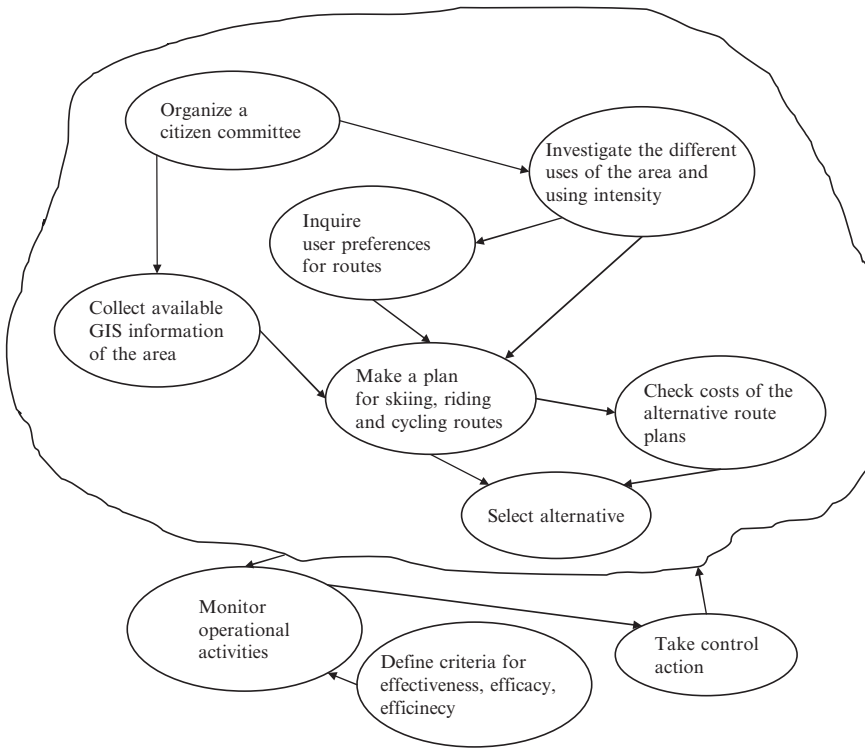 Organize a
citizen committee
Investigate the different
uses of the area and
using intensity
Inquire
user preferences
for routes
Collect available
GIS information
of the area
Make a plan
for skiing, riding
and cycling routes
Check costs of the
alternative route
plans
Select alternative
Monitor
operational
activities
Define criteria for
effectiveness, efficacy,
efficinecy
Take control
action